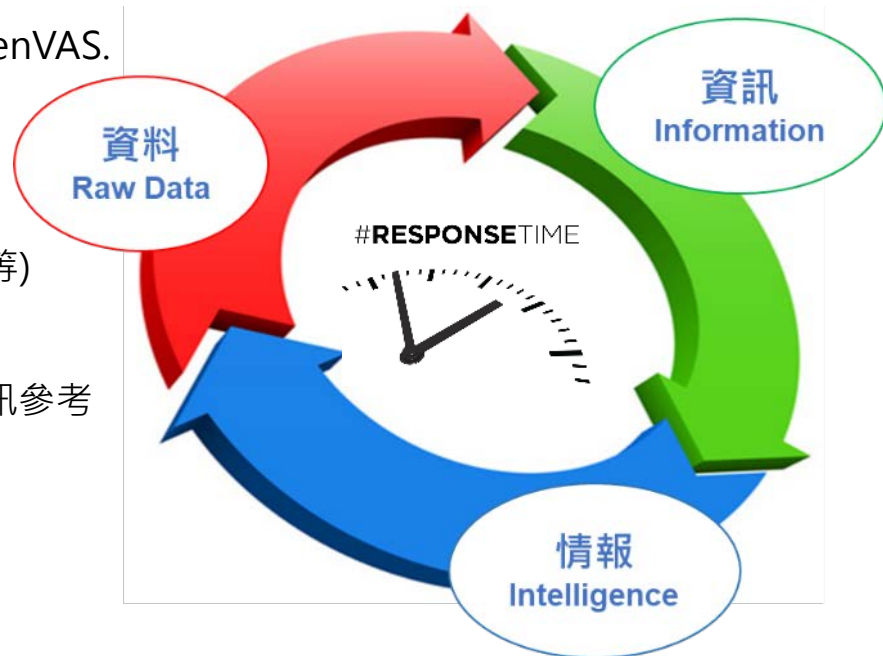 enVAS.
資訊
Information
資料
Raw Data
#RESPONSETIME
等)
訊參考
情報
Intelligence